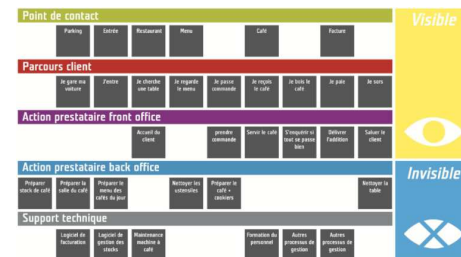 Point de contact
Visible
Parking
Entrée
Restaurant
Menu
Café
Facture
Parcours client
Je gare ma
voiture
J'entre
Je cherche
une table
Je regarde
le menu
Je passe
commande
Je reçois
le café
Je bois le
café
Je paie
Je sors
Action prestataire front office
Accueil du
client
prendre
commande
Servir le café
S'enquérir si
tout se passe
bien
Délivrer
l'addition
Saluer le
client
Action prestataire back office
Invisible
Préparer
stock de café
Préparer la
salle du café
Préparer le
menu des
cafés du jour
Nettoyer les
ustensiles
Préparer le
café +
cookies
Nettoyer la
table
Support technique
Logiciel de
facturation
Logiciel de
gestion des
stocks
Maintenance
machine à
café
Formation du
personnel
Autres
processus de
gestion
Autres
processus de
gestion